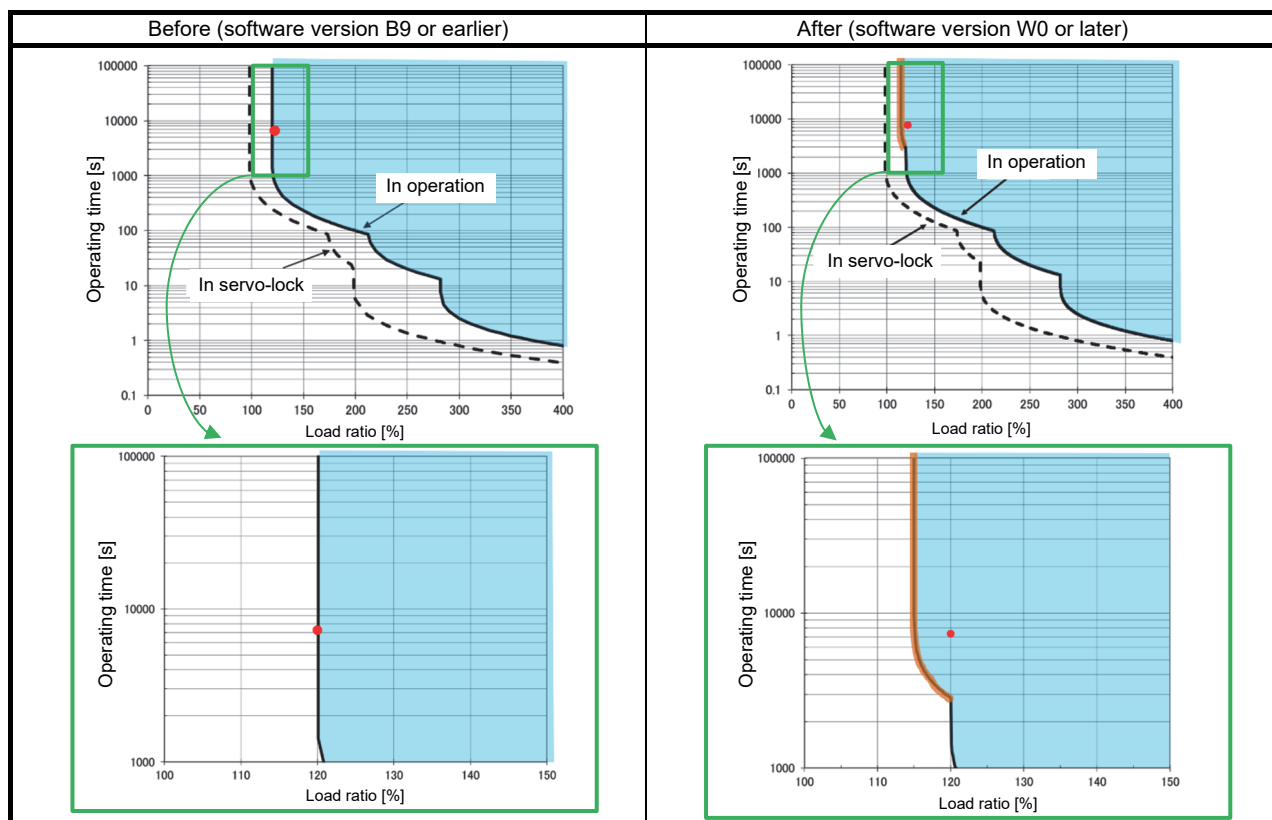 Before (software version B9 or earlier)
After (software version W0 or later)
100000
10000
1000
100
10
1
0.1
Operating time [s]
In operation
In servo-lock
0 50 100 150 200 250 300 350 400
Load ratio [%]
100000
10000
1000
100
10
1
0.1
Operating time [s]
In operation
In servo-lock
0 50 100 150 200 250 300 350 400
Load ratio [%]
100000
10000
1000
Operating time [s]
100 110 120 130 140 150
Load ratio [%]
100000
10000
1000
Operating time [s]
100 110 120 130 140 150
Load ratio [%]